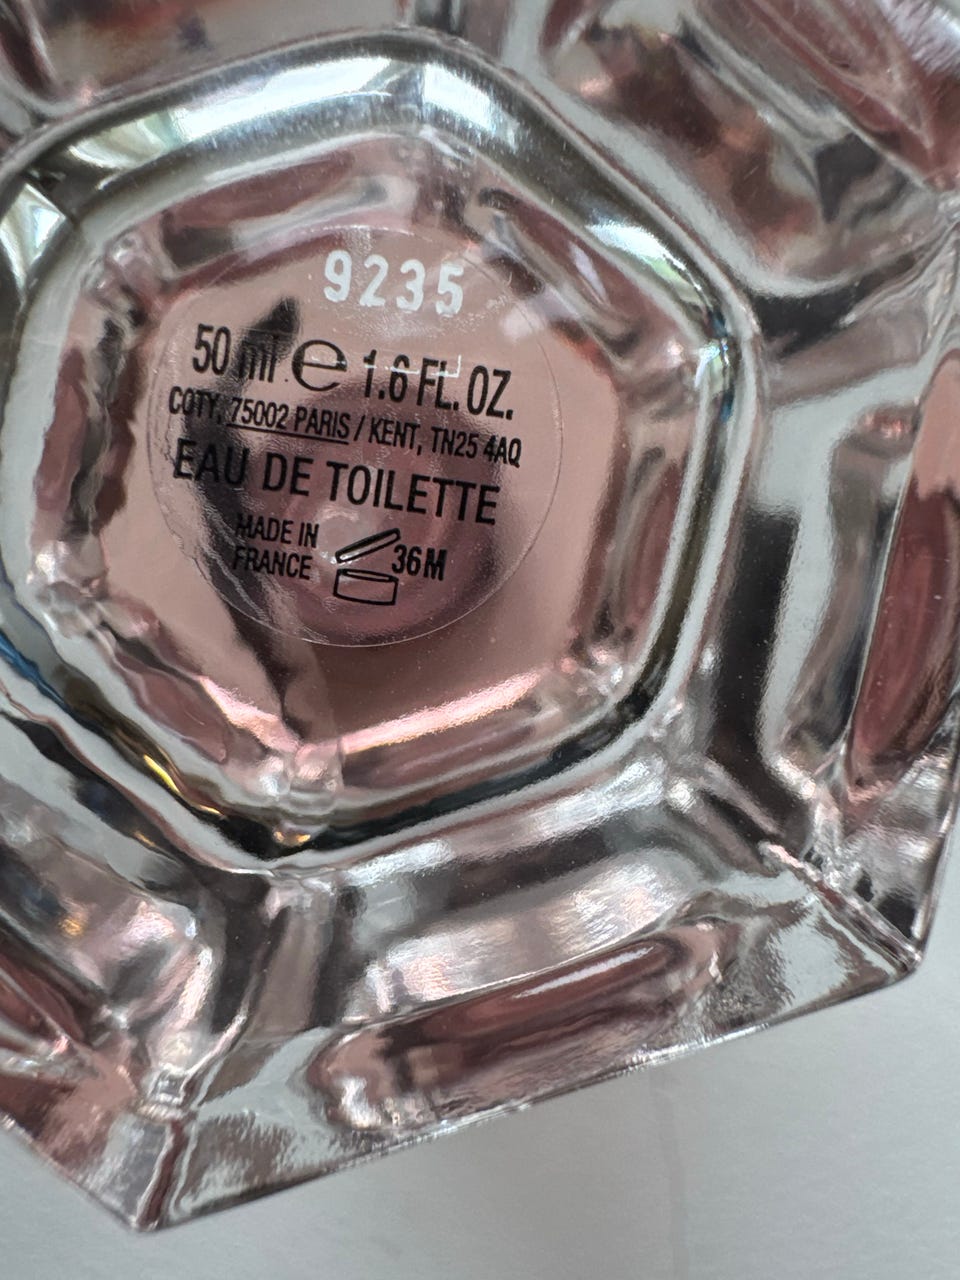 9235
50 ml e 1.6 FL. OZ.
COTY, 75002 PARIS / KENT, TN25 4AQ
EAU DE TOILETTE
MADE IN
FRANCE
36M